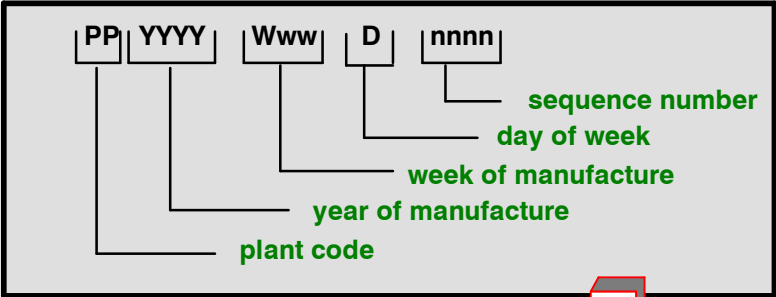 PP YYYY Www D nnnn
sequence number
day of week
week of manufacture
year of manufacture
plant code